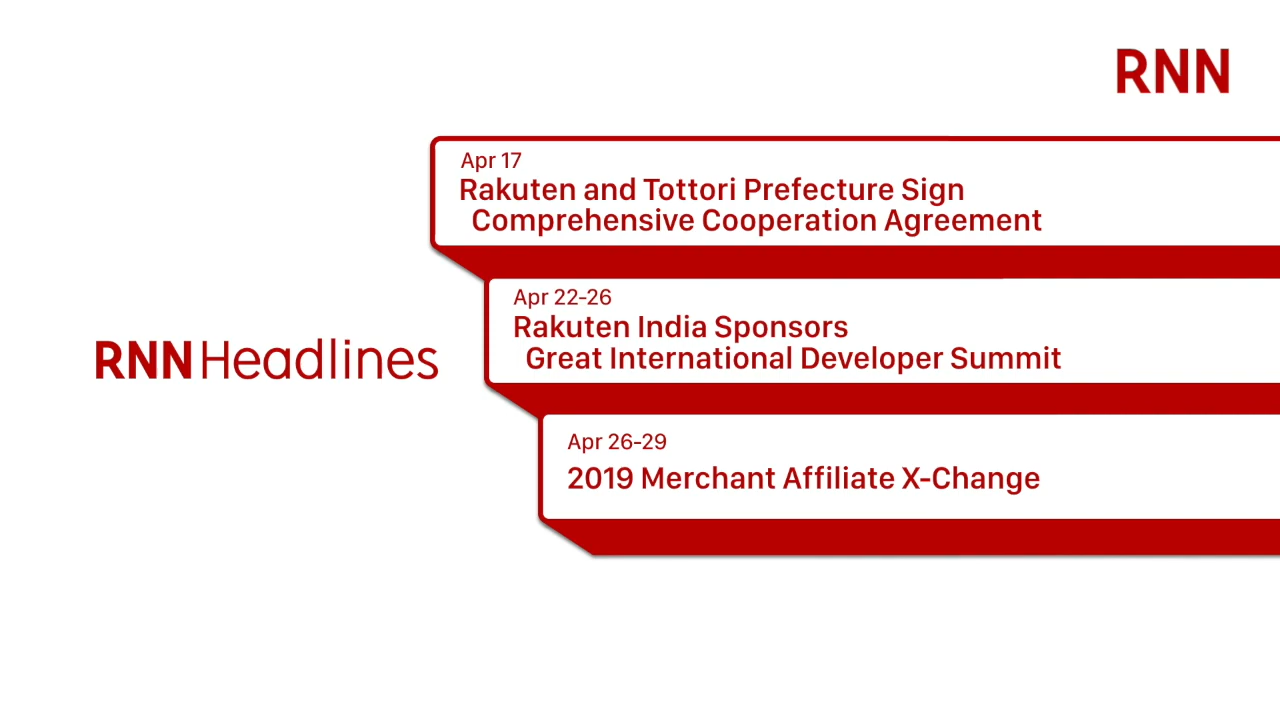 RNN
Apr 17
Rakuten and Tottori Prefecture Sign
Comprehensive Cooperation Agreement
Apr 22-26
Rakuten India Sponsors
Great International Developer Summit
RNN Headlines
Apr 26-29
2019 Merchant Affiliate X-Change